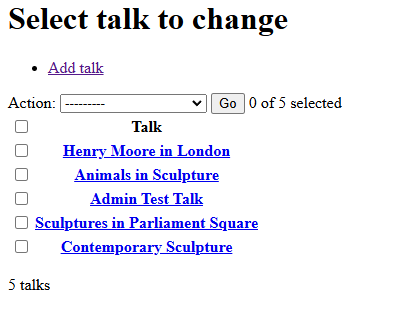 Select talk to change
Add talk
Action: --------- Go 0 of 5 selected
Talk
Henry Moore in London
Animals in Sculpture
Admin Test Talk
Sculptures in Parliament Square
Contemporary Sculpture
5 talks